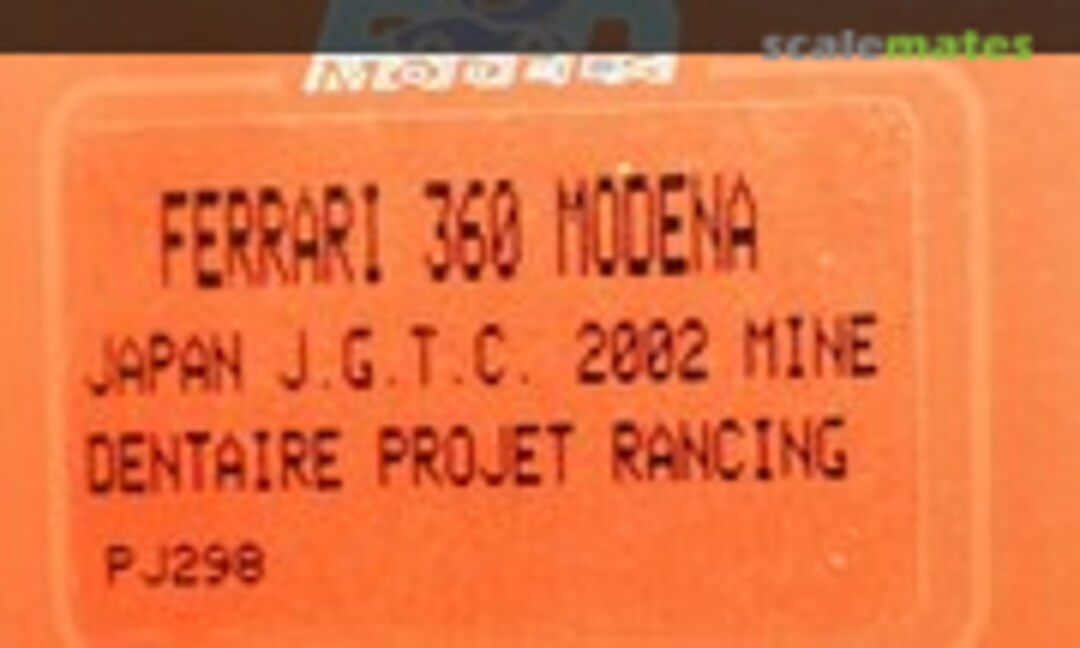 scalemates
FERRARI 360 MODENA
JAPAN J.G.T.C. 2002 MINE
DENTAIRE PROJET RANCING
PJ298